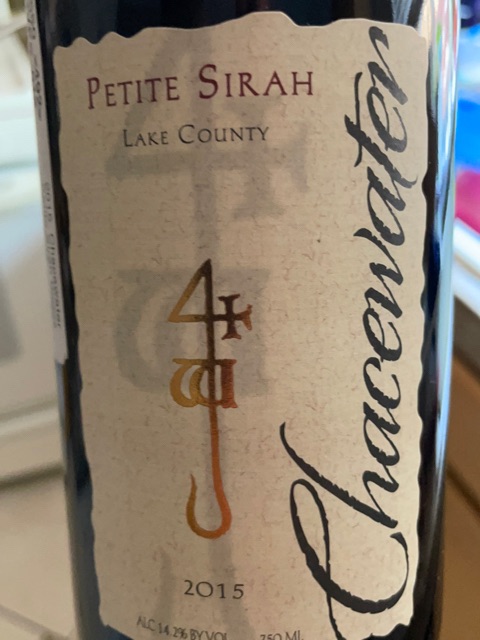 PETITE SIRAH
LAKE COUNTY
Chacewater
2015
ALC 14.2% BY VOL
750 ML